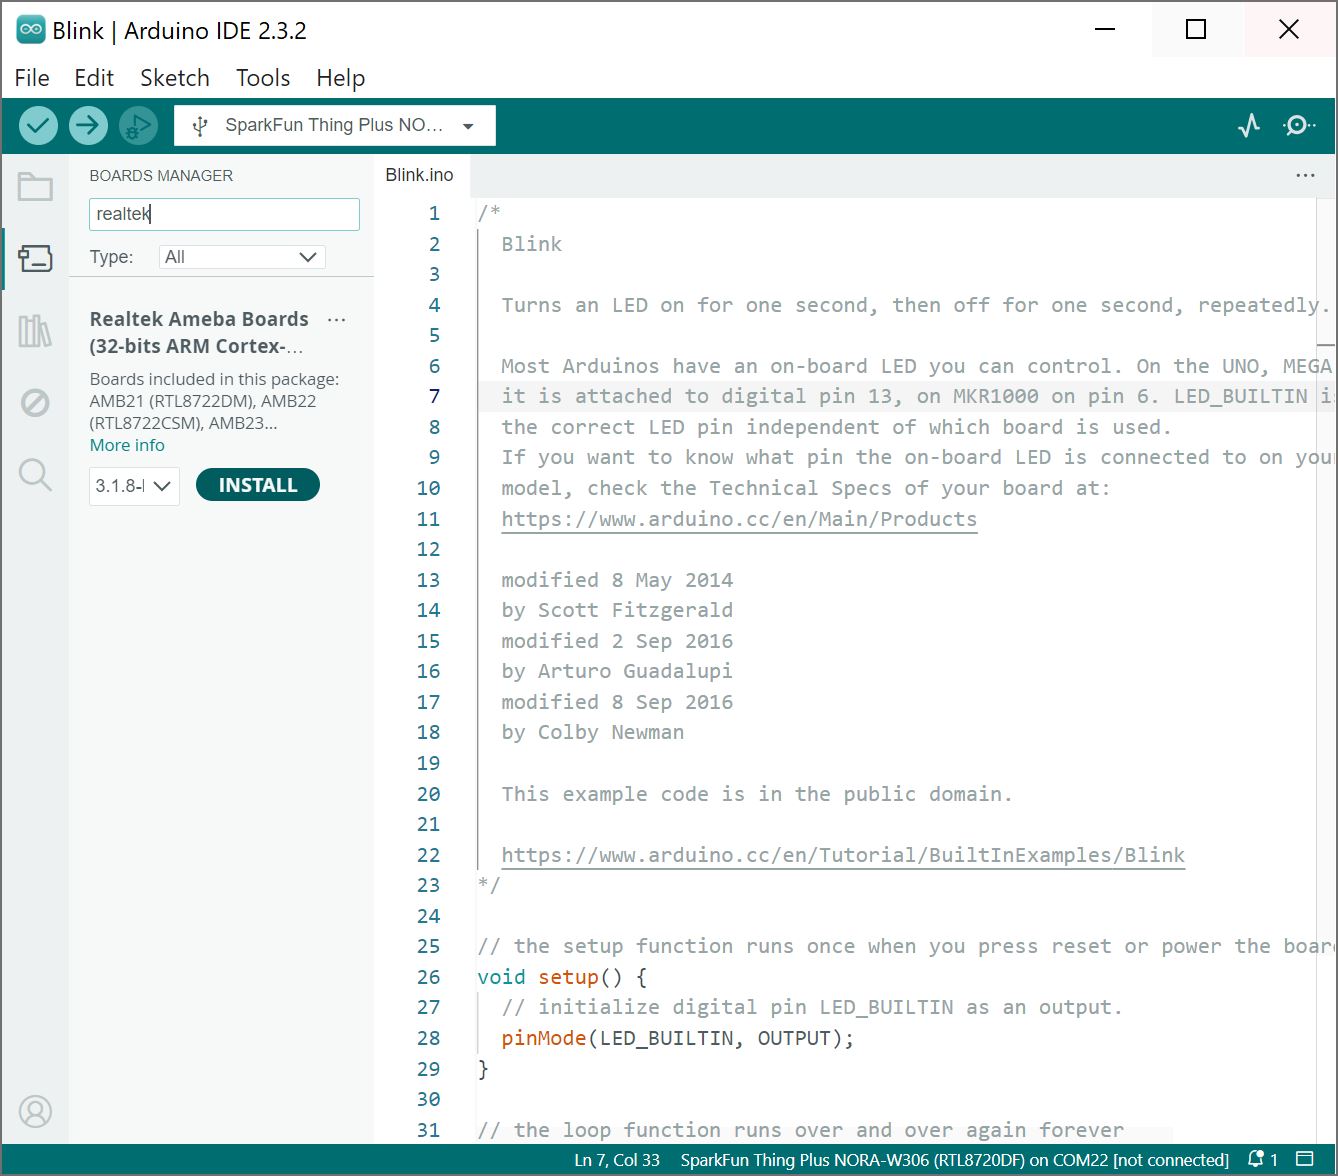 Blink | Arduino IDE 2.3.2
File Edit Sketch Tools Help
SparkFun Thing Plus NO...
BOARDS MANAGER
realtek
Type: All
Realtek Ameba Boards
(32-bits ARM Cortex-...
Boards included in this package:
AMB21 (RTL8722DM), AMB22
(RTL8722CSM), AMB23...
More info
3.1.8- INSTALL
Blink.ino
1 /*
2 Blink
3
4 Turns an LED on for one second, then off for one second, repeatedly.
5
6 Most Arduinos have an on-board LED you can control. On the UNO, MEGA
7 it is attached to digital pin 13, on MKR1000 on pin 6. LED_BUILTIN is
8 the correct LED pin independent of which board is used.
9 If you want to know what pin the on-board LED is connected to on your
10 model, check the Technical Specs of your board at:
11 https://www.arduino.cc/en/Main/Products
12
13 modified 8 May 2014
14 by Scott Fitzgerald
15 modified 2 Sep 2016
16 by Arturo Guadalupi
17 modified 8 Sep 2016
18 by Colby Newman
19
20 This example code is in the public domain.
21
22 https://www.arduino.cc/en/Tutorial/BuiltInExamples/Blink
23 */
24
25 // the setup function runs once when you press reset or power the board
26 void setup() {
27 // initialize digital pin LED_BUILTIN as an output.
28 pinMode(LED_BUILTIN, OUTPUT);
29 }
30
31 // the loop function runs over and over again forever
Ln 7, Col 33 SparkFun Thing Plus NORA-W306 (RTL8720DF) on COM22 [not connected] 1